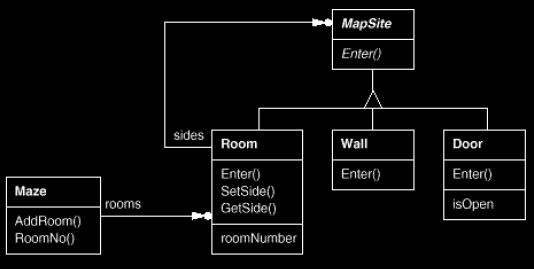 MapSite
Enter()
sides
Room
Enter()
SetSide()
GetSide()
roomNumber
Wall
Enter()
Door
Enter()
isOpen
Maze
AddRoom()
RoomNo()
rooms